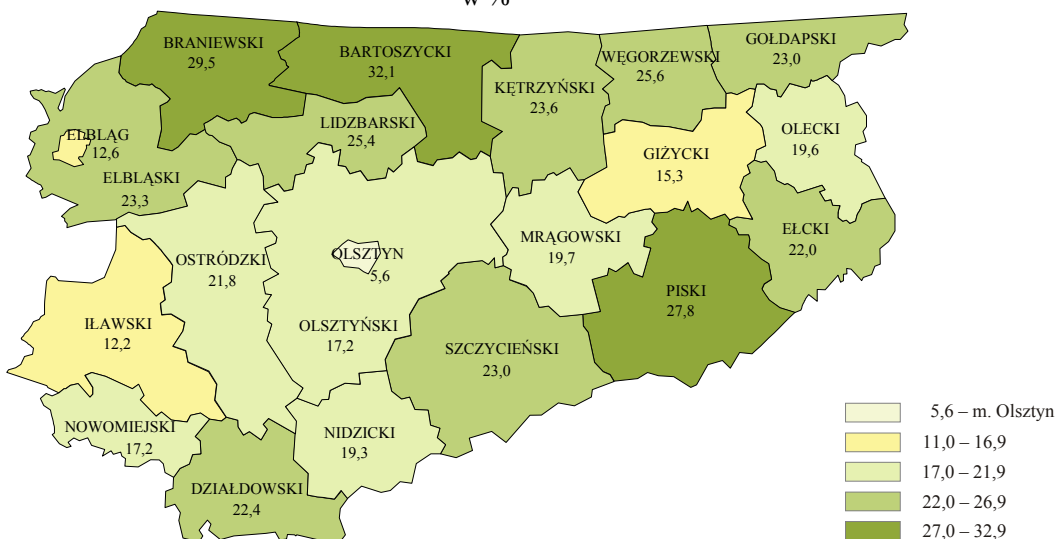 w %
BRANIEWSKI
29,5
BARTOSZYCKI
32,1
KĘTRZYŃSKI
23,6
WĘGORZEWSKI
25,6
GOŁDAPSKI
23,0
ELBLĄG
12,6
ELBLĄSKI
23,3
LIDZBARSKI
25,4
GIŻYCKI
15,3
OLECKI
19,6
OSTRÓDZKI
21,8
OLSZTYN
5,6
MRĄGOWSKI
19,7
EŁCKI
22,0
IŁAWSKI
12,2
OLSZTYŃSKI
17,2
SZCZYCIEŃSKI
23,0
PISKI
27,8
NOWOMIEJSKI
17,2
NIDZICKI
19,3
DZIAŁDOWSKI
22,4
5,6 – m. Olsztyn
11,0 – 16,9
17,0 – 21,9
22,0 – 26,9
27,0 – 32,9